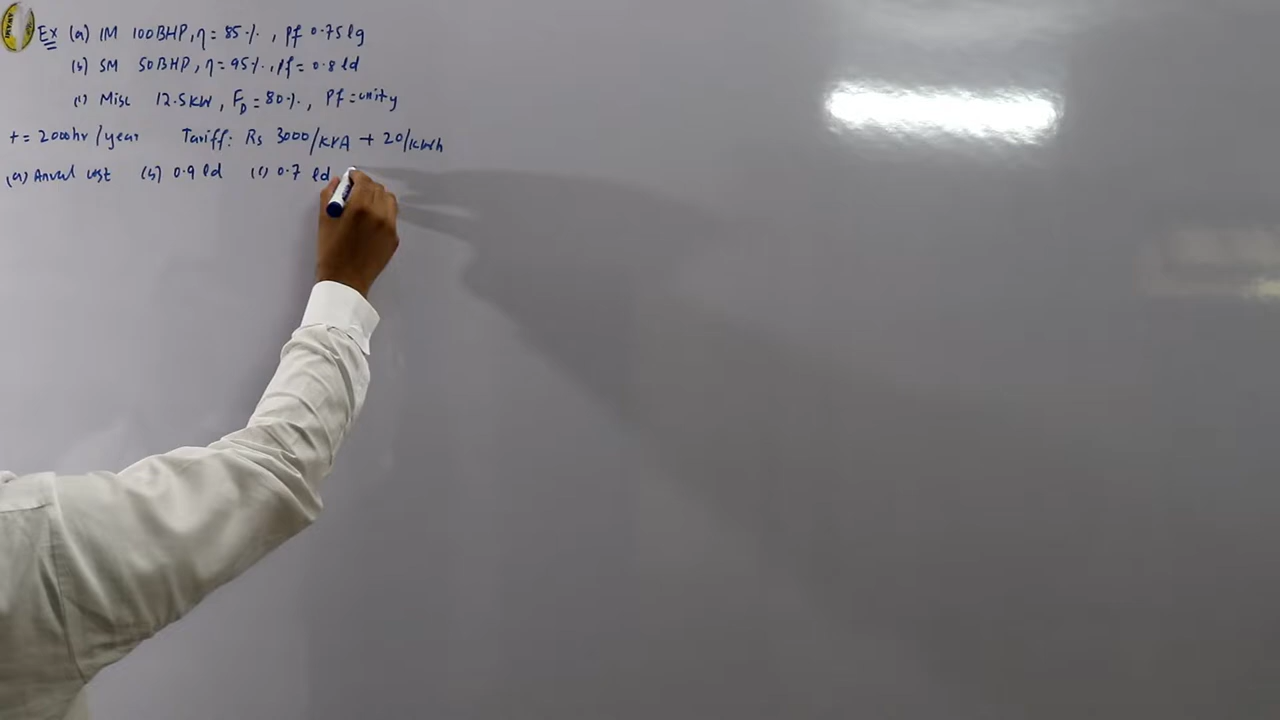 Ex (a) IM 100BHP, η = 85%, pf 0.75 lg
(b) SM 50BHP, η = 95%, pf = 0.8 ld
(c) Misc 12.5KW, F_D = 80%, Pf = unity
t = 2000hr/year Tariff: Rs 3000/KVA + 20/KWh
(a) Anual cost (b) 0.9 ld (c) 0.7 ld